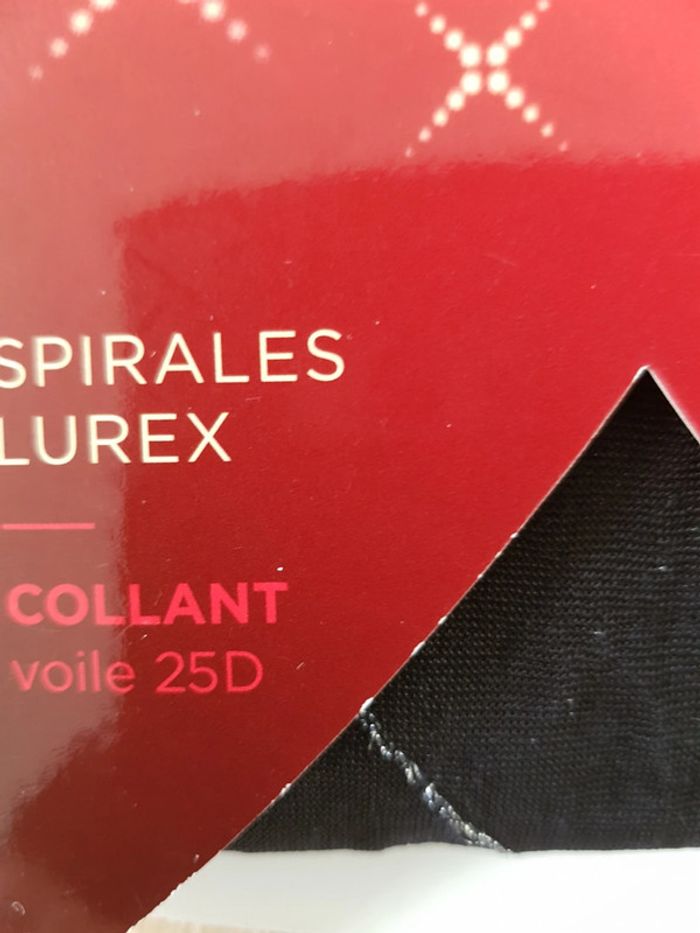 SPIRALES
LUREX
COLLANT
voile 25D